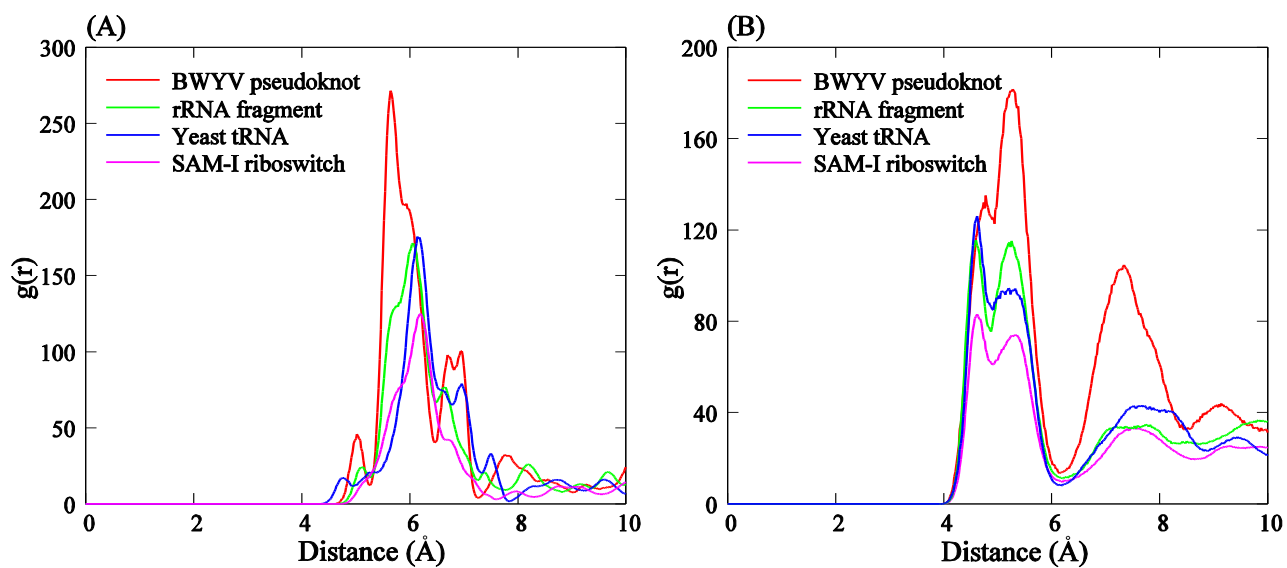 (A)
300
250
200
150
100
50
0
g(r)
BWYV pseudoknot
rRNA fragment
Yeast tRNA
SAM-I riboswitch
0 2 4 6 8 10
Distance (Å)
(B)
200
160
120
80
40
0
g(r)
BWYV pseudoknot
rRNA fragment
Yeast tRNA
SAM-I riboswitch
0 2 4 6 8 10
Distance (Å)